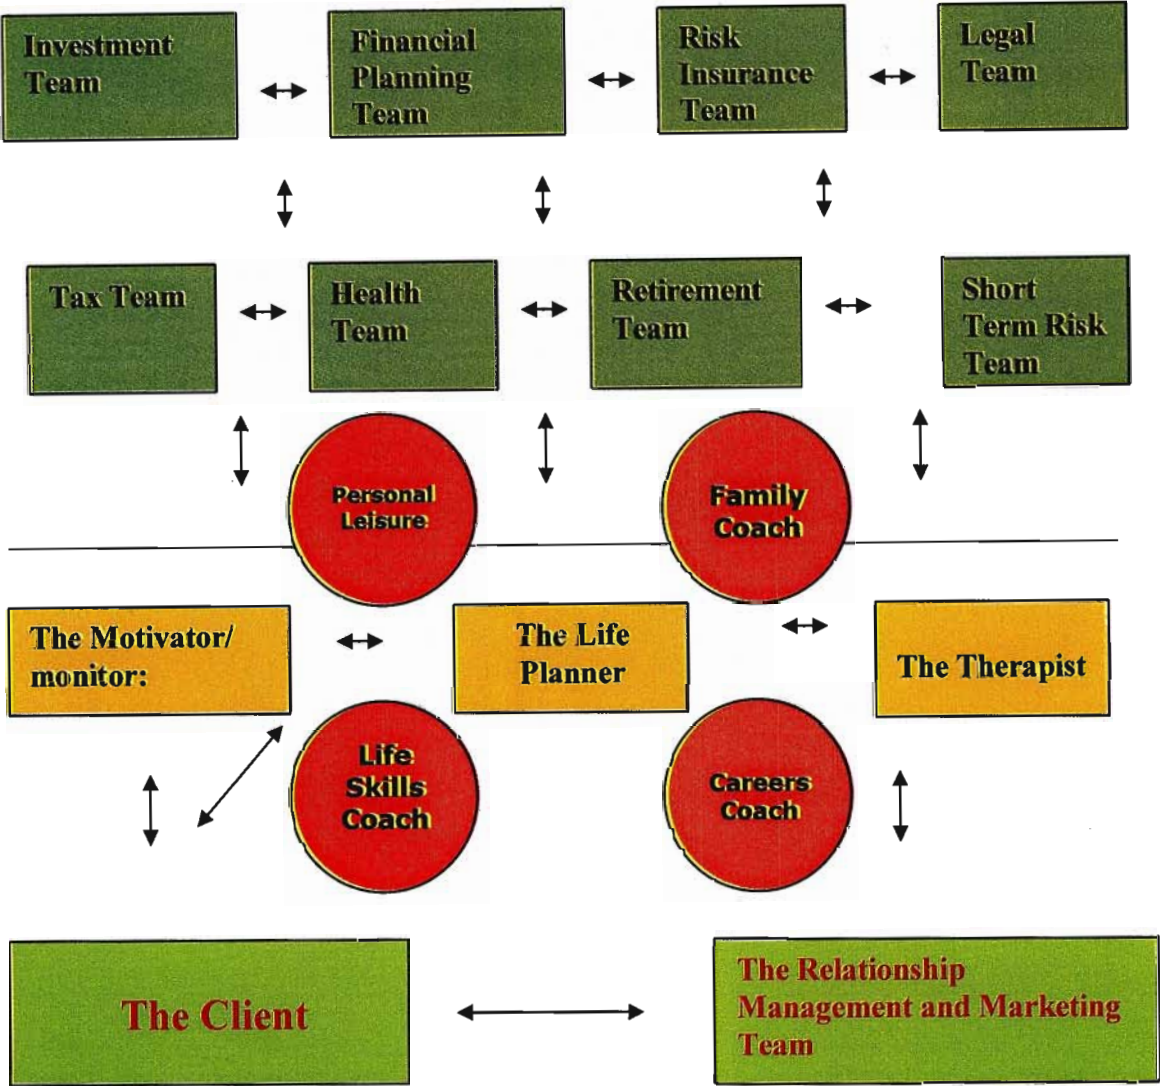 Investment
Team
Financial
Planning
Team
Risk
Insurance
Team
Legal
Team
Tax Team
Health
Team
Retirement
Team
Short
Term Risk
Team
Personal
Leisure
Family
Coach
The Motivator/
monitor:
The Life
Planner
The Therapist
Life
Skills
Coach
Careers
Coach
The Client
The Relationship
Management and Marketing
Team